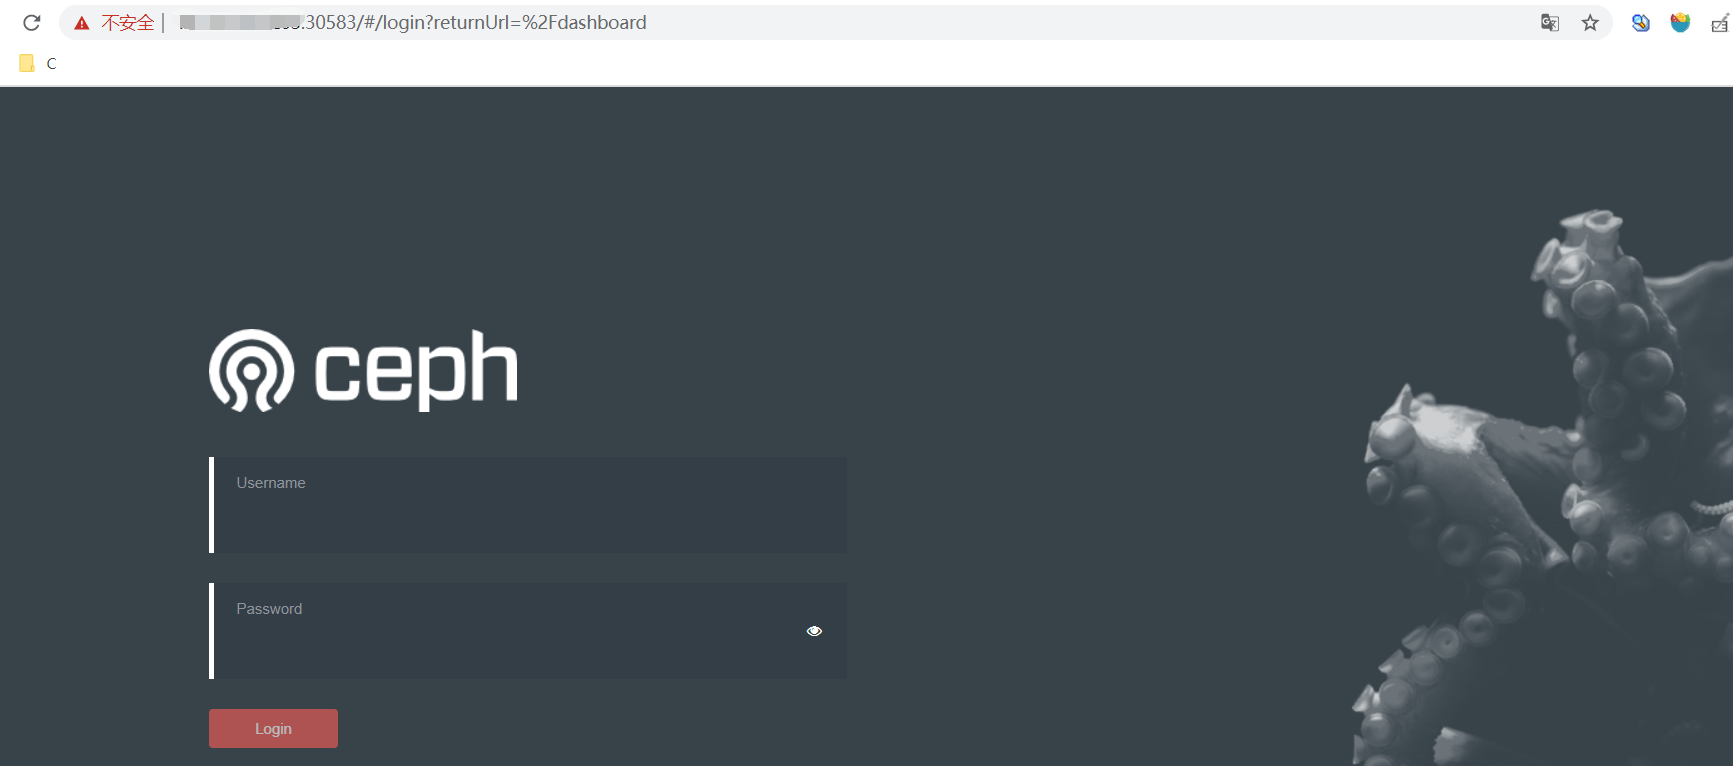 不安全 | :30583/#/login?returnUrl=%2Fdashboard
C
ceph
Username
Password
Login